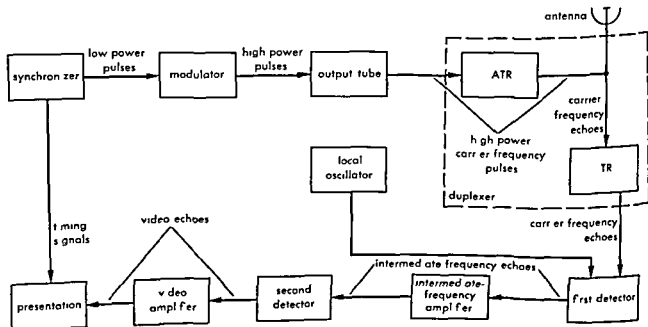 antenna
low power
pulses
high power
pulses
synchron zer
modulator
output tube
ATR
carrier
frequency
echoes
h gh power
carr er frequency
pulses
local
oscillator
TR
duplexer
t ming
s gnals
video echoes
carr er frequency
echoes
intermed ate frequency echoes
presentation
v deo
ampl fier
second
detector
intermed ate-
frequency
ampl fier
first detector